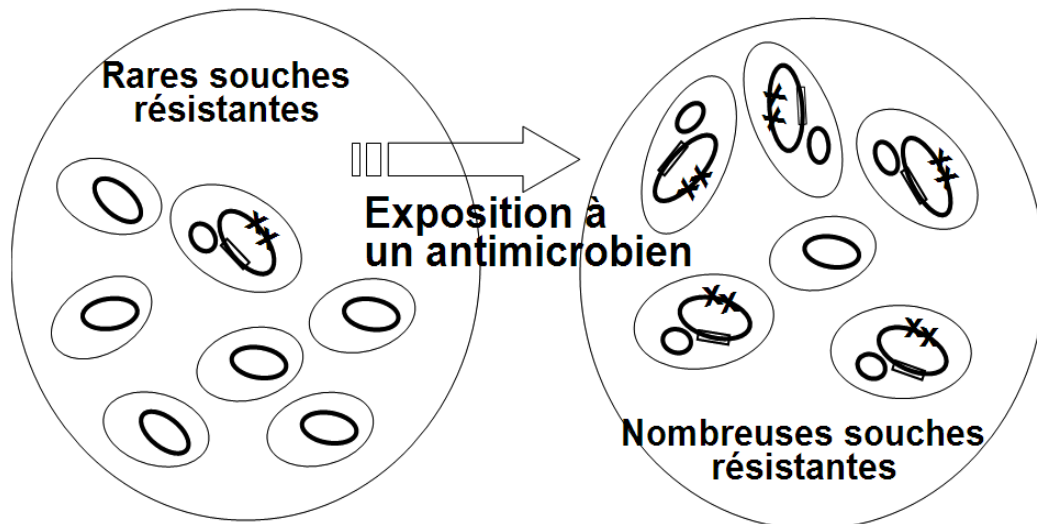 Rares souches
résistantes
Exposition à
un antimicrobien
Nombreuses souches
résistantes